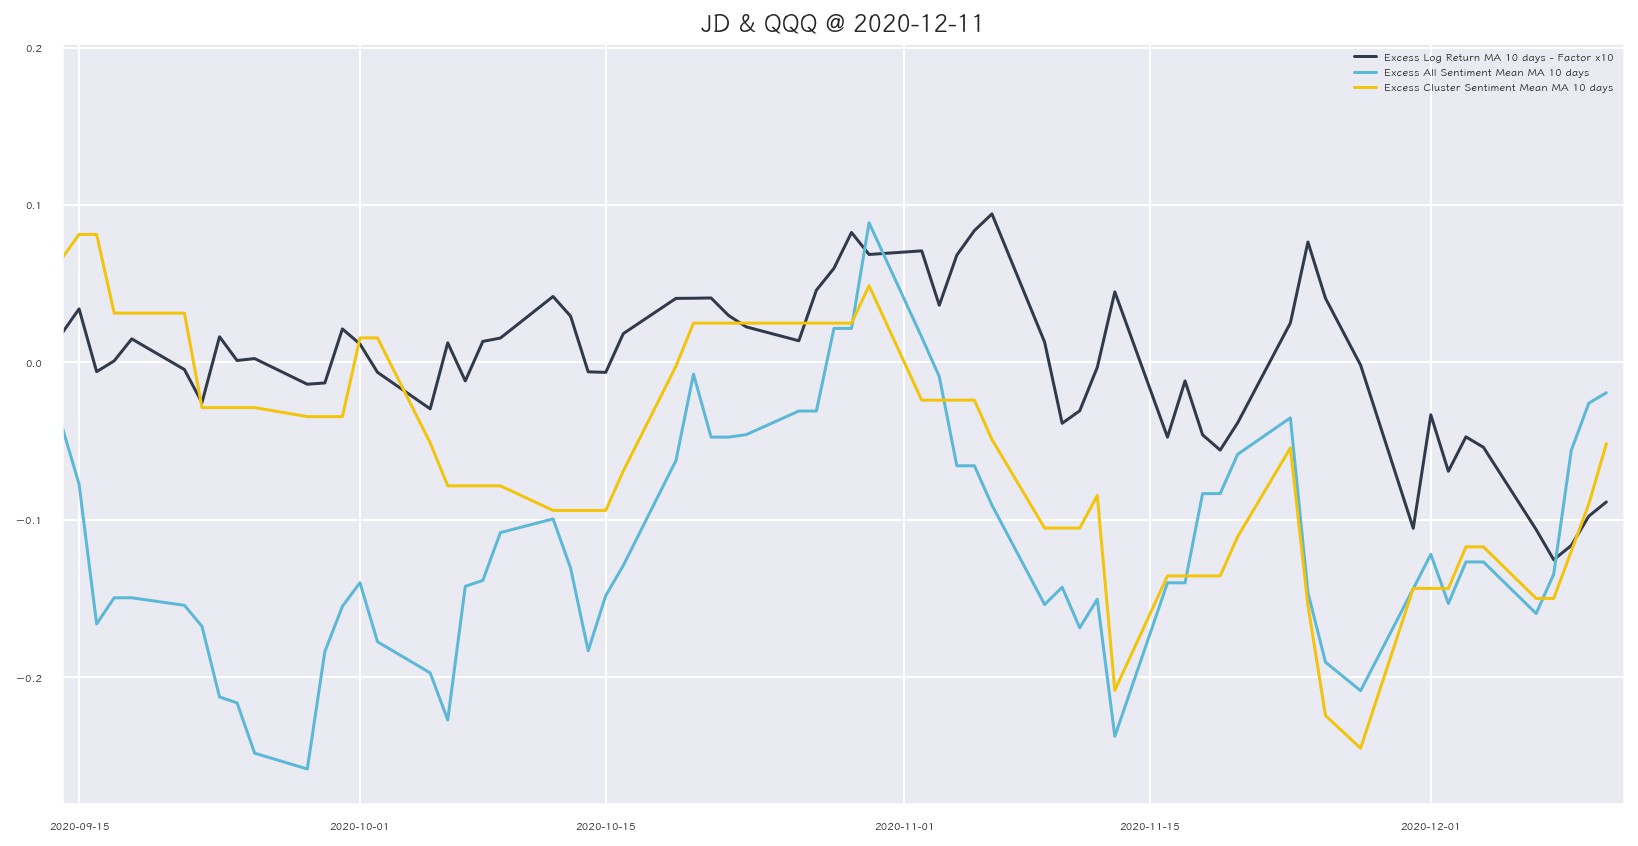 JD & QQQ @ 2020-12-11
Excess Log Return MA 10 days - Factor x10
Excess All Sentiment Mean MA 10 days
Excess Cluster Sentiment Mean MA 10 days
0.2
0.1
0.0
−0.1
−0.2
2020-09-15
2020-10-01
2020-10-15
2020-11-01
2020-11-15
2020-12-01